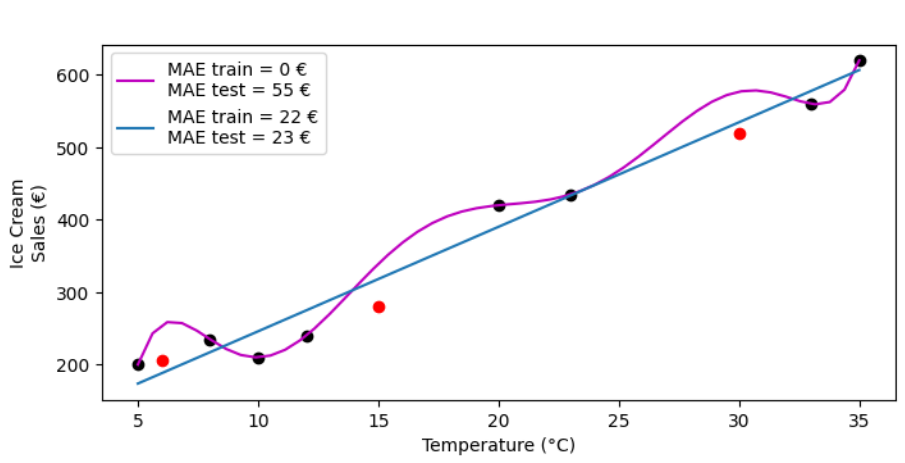 MAE train = 0 €
MAE test = 55 €
MAE train = 22 €
MAE test = 23 €
600
500
400
300
200
Ice Cream
Sales (€)
5 10 15 20 25 30 35
Temperature (°C)